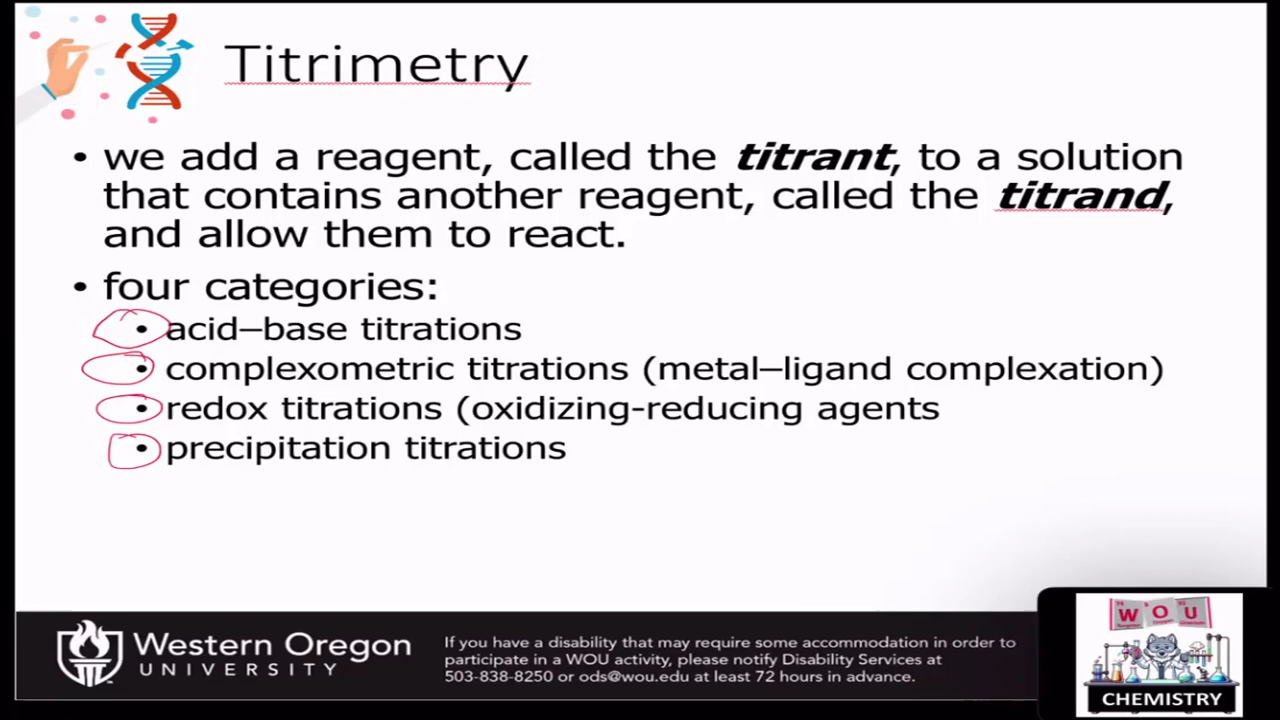 Titrimetry
• we add a reagent, called the titrant, to a solution
that contains another reagent, called the titrand,
and allow them to react.
• four categories:
• acid–base titrations
• complexometric titrations (metal–ligand complexation)
• redox titrations (oxidizing-reducing agents
• precipitation titrations
Western Oregon
UNIVERSITY
If you have a disability that may require some accommodation in order to
participate in a WOU activity, please notify Disability Services at
503-838-8250 or ods@wou.edu at least 72 hours in advance.
W O U
CHEMISTRY